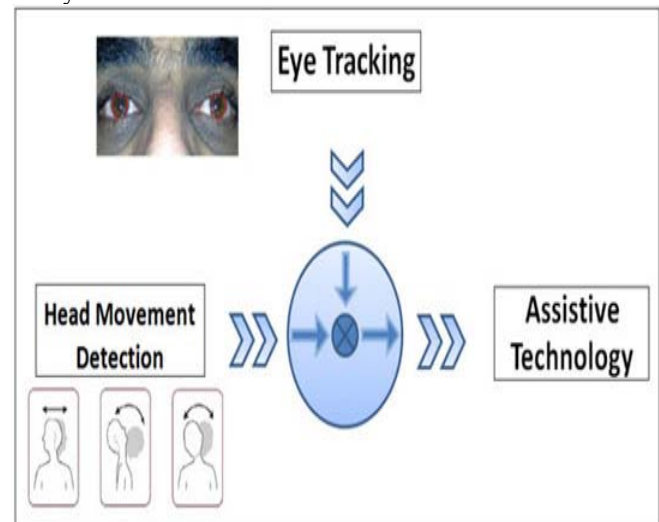 Eye Tracking
Head Movement
Detection
Assistive
Technology